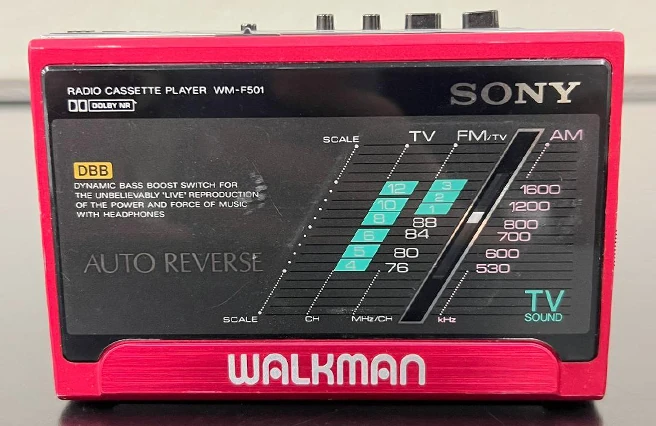 RADIO CASSETTE PLAYER WM-F501
SONY
DOLBY NR
SCALE TV FM/TV AM
DBB
DYNAMIC BASS BOOST SWITCH FOR
THE UNBELIEVABLY 'LIVE' REPRODUCTION
OF THE POWER AND FORCE OF MUSIC
WITH HEADPHONES
12 3 1600
10 2 1200
8 1 800
88
6 84 700
5 80 600
4 76 530
AUTO REVERSE
TV
SOUND
SCALE CH MHz/CH kHz
WALKMAN